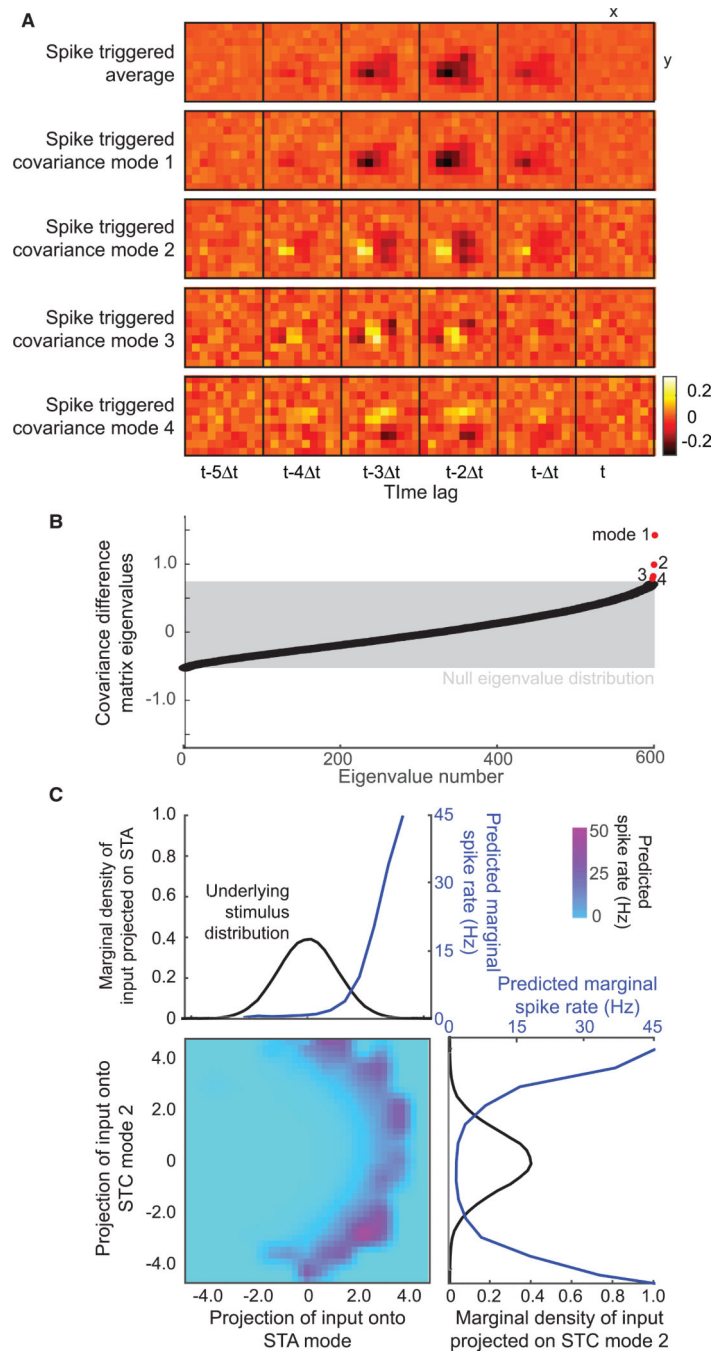 A
x
y
Spike triggered
average
Spike triggered
covariance mode 1
Spike triggered
covariance mode 2
Spike triggered
covariance mode 3
Spike triggered
covariance mode 4
0.2
0
-0.2
t-5Δt t-4Δt t-3Δt t-2Δt t-Δt t
TIme lag
B
Covariance difference
matrix eigenvalues
1.0
0
-1.0
mode 1
2
3
4
Null eigenvalue distribution
0 200 400 600
Eigenvalue number
C
Marginal density of
input projected on STA
1.0
0.8
0.6
0.4
0.2
0
Underlying
stimulus
distribution
45
30
15
0
Predicted marginal
spike rate (Hz)
50
25
0
Predicted
spike rate (Hz)
Predicted marginal
spike rate (Hz)
0 15 30 45
Projection of input onto
STC mode 2
4.0
2.0
0
-2.0
-4.0
-4.0 -2.0 0 2.0 4.0
Projection of input onto
STA mode
0 0.2 0.4 0.6 0.8 1.0
Marginal density of input
projected on STC mode 2